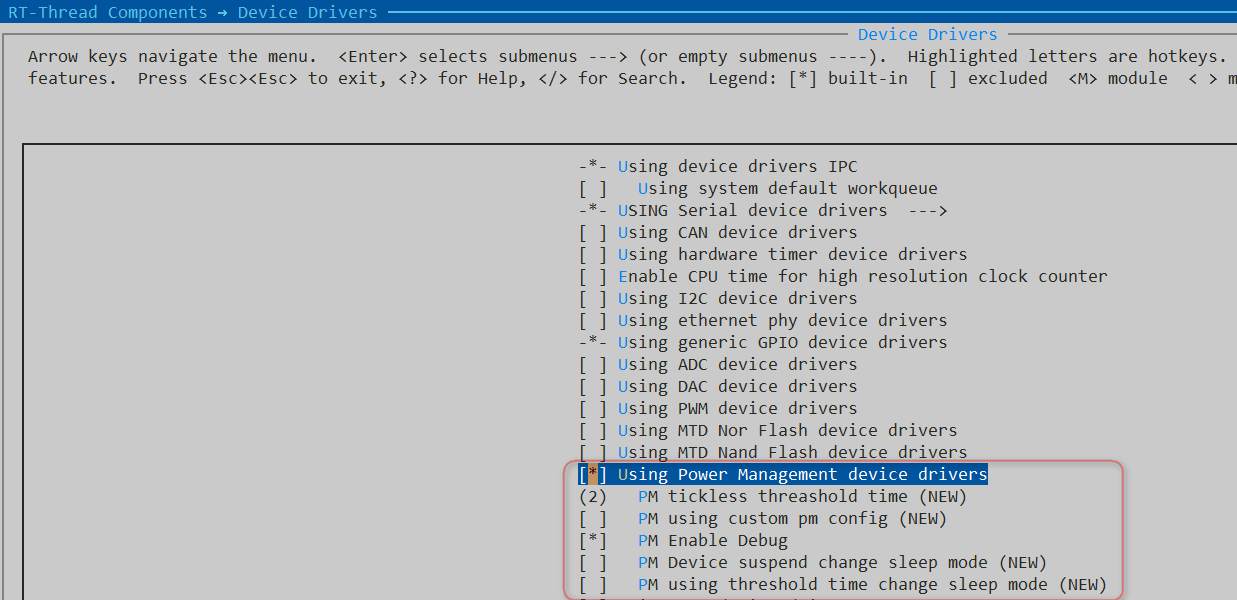 RT-Thread Components → Device Drivers
Device Drivers
Arrow keys navigate the menu.  <Enter> selects submenus ---> (or empty submenus ----).  Highlighted letters are hotkeys.
features.  Press <Esc><Esc> to exit, <?> for Help, </> for Search.  Legend: [*] built-in  [ ] excluded  <M> module  < > m
-*- Using device drivers IPC
[ ]   Using system default workqueue
-*- USING Serial device drivers  --->
[ ] Using CAN device drivers
[ ] Using hardware timer device drivers
[ ] Enable CPU time for high resolution clock counter
[ ] Using I2C device drivers
[ ] Using ethernet phy device drivers
-*- Using generic GPIO device drivers
[ ] Using ADC device drivers
[ ] Using DAC device drivers
[ ] Using PWM device drivers
[ ] Using MTD Nor Flash device drivers
[ ] Using MTD Nand Flash device drivers
[*] Using Power Management device drivers
(2)   PM tickless threashold time (NEW)
[ ]   PM using custom pm config (NEW)
[*]   PM Enable Debug
[ ]   PM Device suspend change sleep mode (NEW)
[ ]   PM using threshold time change sleep mode (NEW)